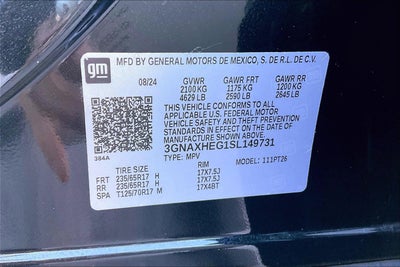 gm
MFD BY GENERAL MOTORS DE MEXICO, S. DE R.L. DE C.V.
08/24 GVWR GAWR FRT GAWR RR
2100 KG 1175 KG 1200 KG
4629 LB 2590 LB 2645 LB
THIS VEHICLE CONFORMS TO ALL
APPLICABLE U.S. FEDERAL MOTOR
VEHICLE SAFETY STANDARDS IN
EFFECT ON THE DATE OF
MANUFACTURE SHOWN ABOVE.
3GNAXHEG1SL149731
TYPE: MPV MODEL: 111PT26
384A
TIRE SIZE RIM
FRT 235/65R17 H 17X7.5J
RR 235/65R17 H 17X7.5J
SPA T125/70R17 M 17X4BT